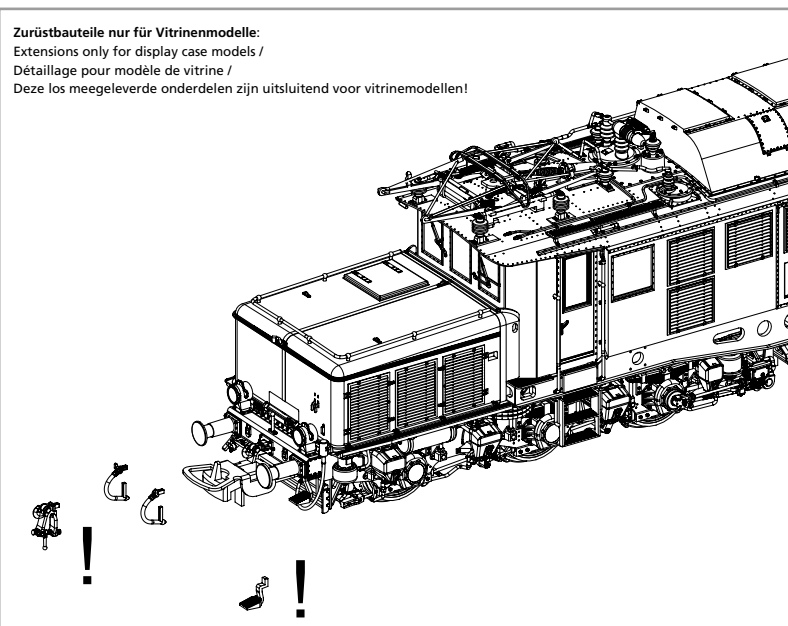 Zurüstbauteile nur für Vitrinenmodelle:
Extensions only for display case models /
Détaillage pour modèle de vitrine /
Deze los meegeleverde onderdelen zijn uitsluitend voor vitrinemodellen!
!
!